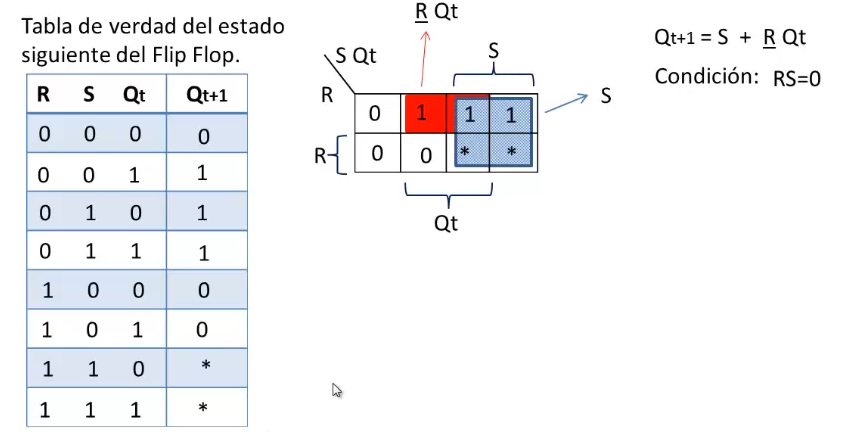 Tabla de verdad del estado
siguiente del Flip Flop.
R S Qt Qt+1
0 0 0 0
0 0 1 1
0 1 0 1
0 1 1 1
1 0 0 0
1 0 1 0
1 1 0 *
1 1 1 *
R Qt
S Qt
S
R
0 1 1 1
S
R
0 0 * *
Qt
Qt+1 = S + R Qt
Condición: RS=0